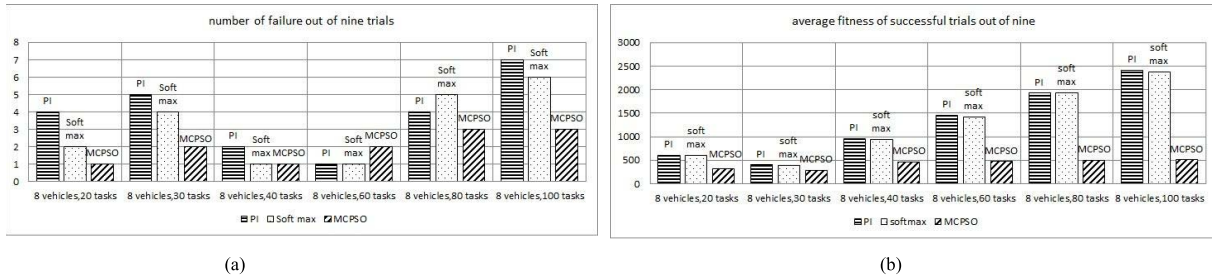 number of failure out of nine trials
8
7
6
5
4
3
2
1
0
PI
Soft
max
MCPSO
PI
Soft
max
MCPSO
PI
Soft
max
MCPSO
PI
Soft
max
MCPSO
PI
Soft
max
MCPSO
PI
Soft
max
MCPSO
8 vehicles,20 tasks
8 vehicles,30 tasks
8 vehicles,40 tasks
8 vehicles,60 tasks
8 vehicles,80 tasks
8 vehicles,100 tasks
PI
Soft max
MCPSO
(a)
average fitness of successful trials out of nine
3000
2500
2000
1500
1000
500
0
PI
soft
max
MCPSO
PI
soft
max
MCPSO
PI
soft
max
MCPSO
PI
soft
max
MCPSO
PI
soft
max
MCPSO
PI
soft
max
MCPSO
8 vehicles,20 tasks
8 vehicles,30 tasks
8 vehicles,40 tasks
8 vehicles,60 tasks
8 vehicles,80 tasks
8 vehicles,100 tasks
PI
softmax
MCPSO
(b)